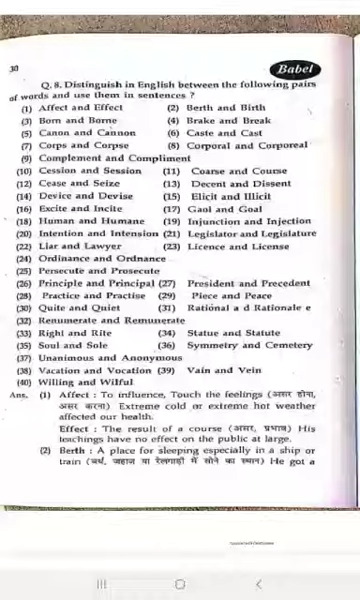 30
Babel
Q. 8. Distinguish in English between the following pairs
of words and use them in sentences ?
(1) Affect and Effect (2) Berth and Birth
(3) Born and Borne (4) Brake and Break
(5) Canon and Cannon (6) Caste and Cast
(7) Corps and Corpse (8) Corporal and Corporeal
(9) Complement and Compliment
(10) Cession and Session (11) Coarse and Course
(12) Cease and Seize (13) Decent and Dissent
(14) Device and Devise (15) Elicit and Illicit
(16) Excite and Incite (17) Gaol and Goal
(18) Human and Humane (19) Injunction and Injection
(20) Intention and Intension (21) Legislator and Legislature
(22) Liar and Lawyer (23) Licence and License
(24) Ordinance and Ordnance
(25) Persecute and Prosecute
(26) Principle and Principal (27) President and Precedent
(28) Practice and Practise (29) Piece and Peace
(30) Quite and Quiet (31) Rational a d Rationale e
(32) Renumerate and Remunerate
(33) Right and Rite (34) Statue and Statute
(35) Soul and Sole (36) Symmetry and Cemetery
(37) Unanimous and Anonymous
(38) Vacation and Vocation (39) Vain and Vein
(40) Willing and Wilful
Ans. (1) Affect : To influence, Touch the feelings (असर होना,
असर करना) Extreme cold or extreme hot weather
affected our health.
Effect : The result of a course (असर, प्रभाव) His
teachings have no effect on the public at large.
(2) Berth : A place for sleeping especially in a ship or
train (बर्थ, जहाज या रेलगाड़ी में सोने का स्थान) He got a